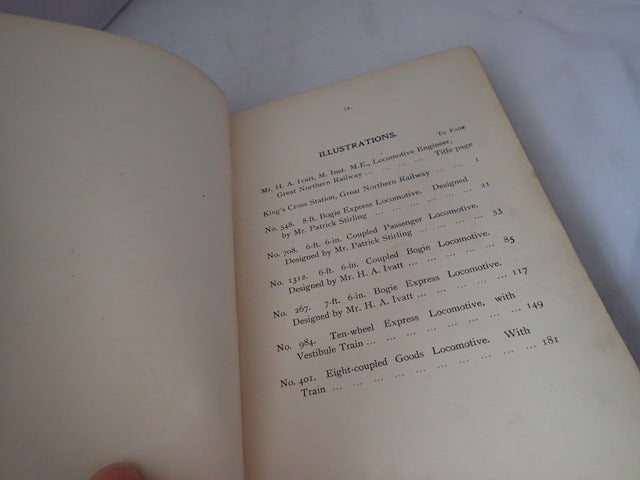 ix.
ILLUSTRATIONS.
To Face
Mr. H. A. Ivatt, M. Inst. M.E., Locomotive Engineer,
Great Northern Railway ... ... ... ... Title page
King's Cross Station, Great Northern Railway ... ... ... 1
No. 548. 8-ft. Bogie Express Locomotive. Designed
by Mr. Patrick Stirling ... ... ... ... ... ... 21
No. 708. 6-ft. 6-in. Coupled Passenger Locomotive.
Designed by Mr. Patrick Stirling ... ... ... ... 53
No. 1312. 6-ft. 6-in. Coupled Bogie Locomotive.
Designed by Mr. H. A. Ivatt ... ... ... ... ... 85
No. 267. 7-ft. 6-in. Bogie Express Locomotive.
Designed by Mr. H. A. Ivatt ... ... ... ... ... 117
No. 984. Ten-wheel Express Locomotive, with
Vestibule Train ... ... ... ... ... ... ... 149
No. 401. Eight-coupled Goods Locomotive. With
Train ... ... ... ... ... ... ... ... ... 181